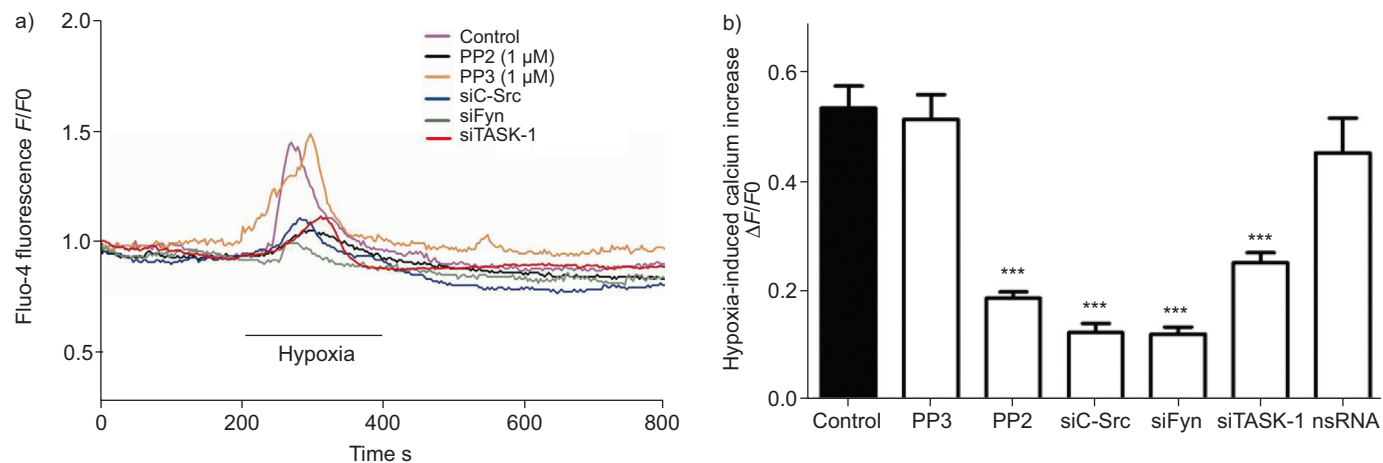 a)
Fluo-4 fluorescence F/F0
2.0
1.5
1.0
0.5
Control
PP2 (1 µM)
PP3 (1 µM)
siC-Src
siFyn
siTASK-1
Hypoxia
0
200
400
600
800
Time s
b)
Hypoxia-induced calcium increase
ΔF/F0
0.6
0.4
0.2
0.0
***
***
***
***
Control
PP3
PP2
siC-Src
siFyn
siTASK-1
nsRNA